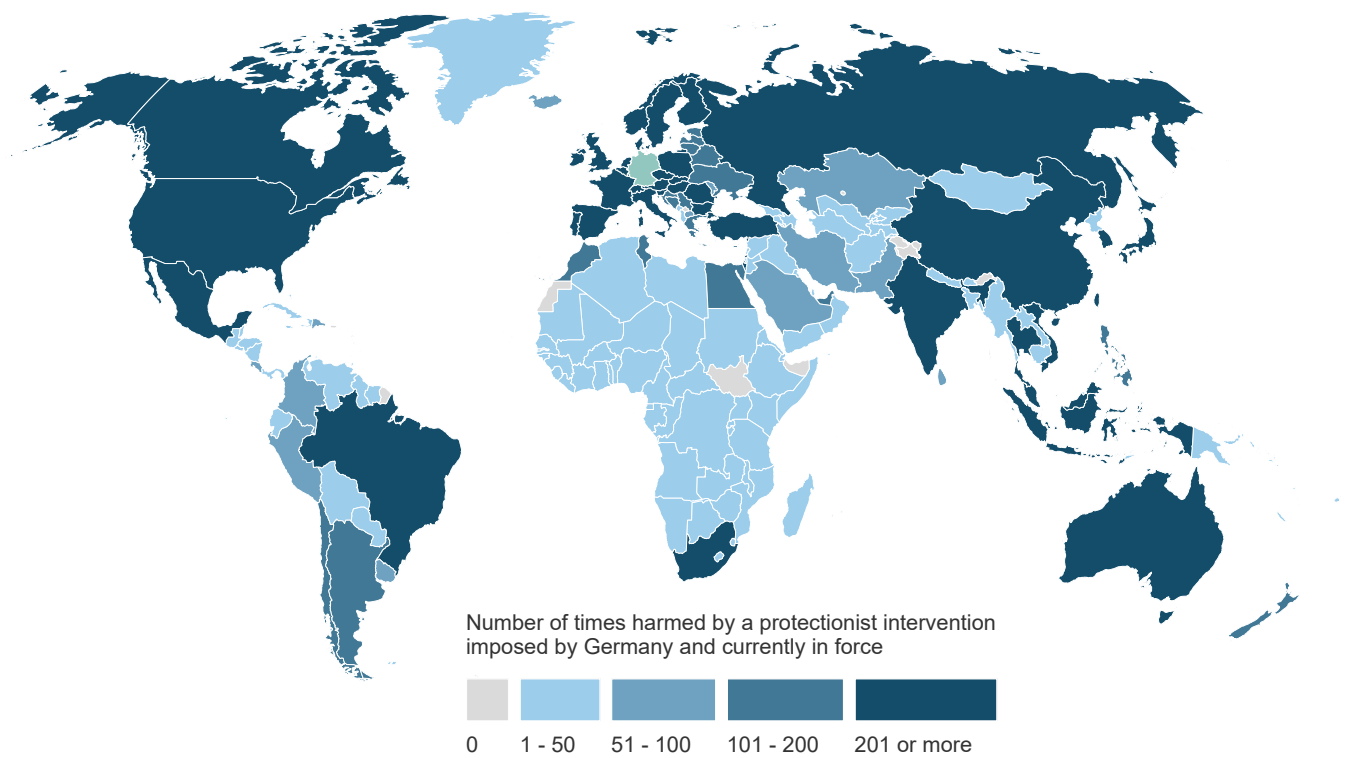 Number of times harmed by a protectionist intervention
imposed by Germany and currently in force
0 1 - 50 51 - 100 101 - 200 201 or more